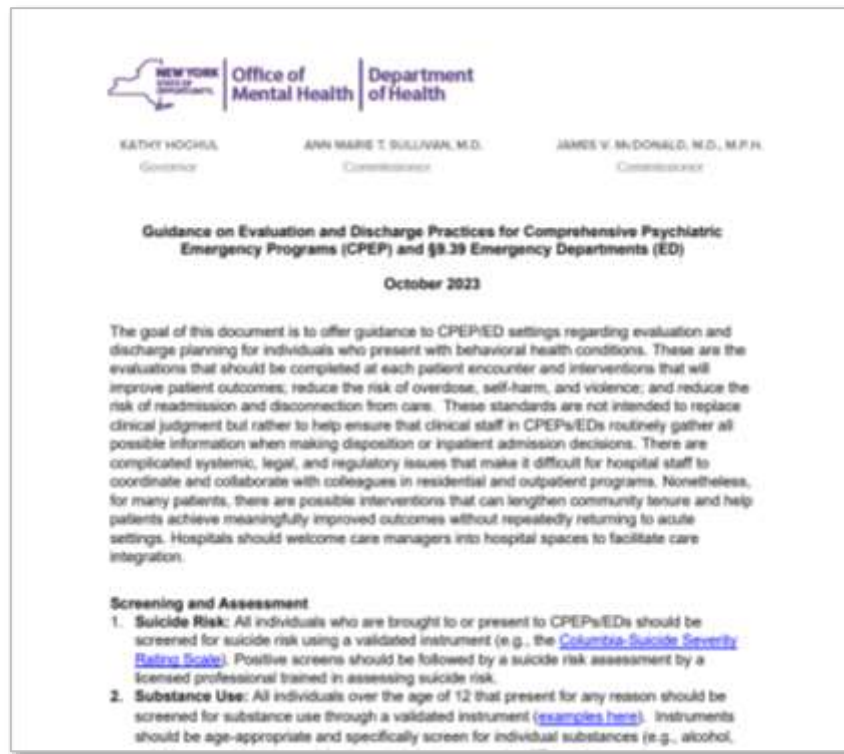 NEW YORK
STATE OF
OPPORTUNITY.
Office of
Mental Health
Department
of Health
KATHY HOCHUL
ANN MARIE T. SULLIVAN, M.D.
JAMES V. McDONALD, M.D., M.P.H.
Governor
Commissioner
Commissioner
Guidance on Evaluation and Discharge Practices for Comprehensive Psychiatric
Emergency Programs (CPEP) and §9.39 Emergency Departments (ED)
October 2023
The goal of this document is to offer guidance to CPEP/ED settings regarding evaluation and
discharge planning for individuals who present with behavioral health conditions. These are the
evaluations that should be completed at each patient encounter and interventions that will
improve patient outcomes; reduce the risk of overdose, self-harm, and violence; and reduce the
risk of readmission and disconnection from care. These standards are not intended to replace
clinical judgment but rather to help ensure that clinical staff in CPEPs/EDs routinely gather all
possible information when making disposition or inpatient admission decisions. There are
complicated systemic, legal, and regulatory issues that make it difficult for hospital staff to
coordinate and collaborate with colleagues in residential and outpatient programs. Nonetheless,
for many patients, there are possible interventions that can lengthen community tenure and help
patients achieve meaningfully improved outcomes without repeatedly returning to acute
settings. Hospitals should welcome care managers into hospital spaces to facilitate care
integration.
Screening and Assessment
1. Suicide Risk: All individuals who are brought to or present to CPEPs/EDs should be
screened for suicide risk using a validated instrument (e.g., the Columbia-Suicide Severity
Rating Scale). Positive screens should be followed by a suicide risk assessment by a
licensed professional trained in assessing suicide risk.
2. Substance Use: All individuals over the age of 12 that present for any reason should be
screened for substance use through a validated instrument (examples here). Instruments
should be age-appropriate and specifically screen for individual substances (e.g., alcohol,